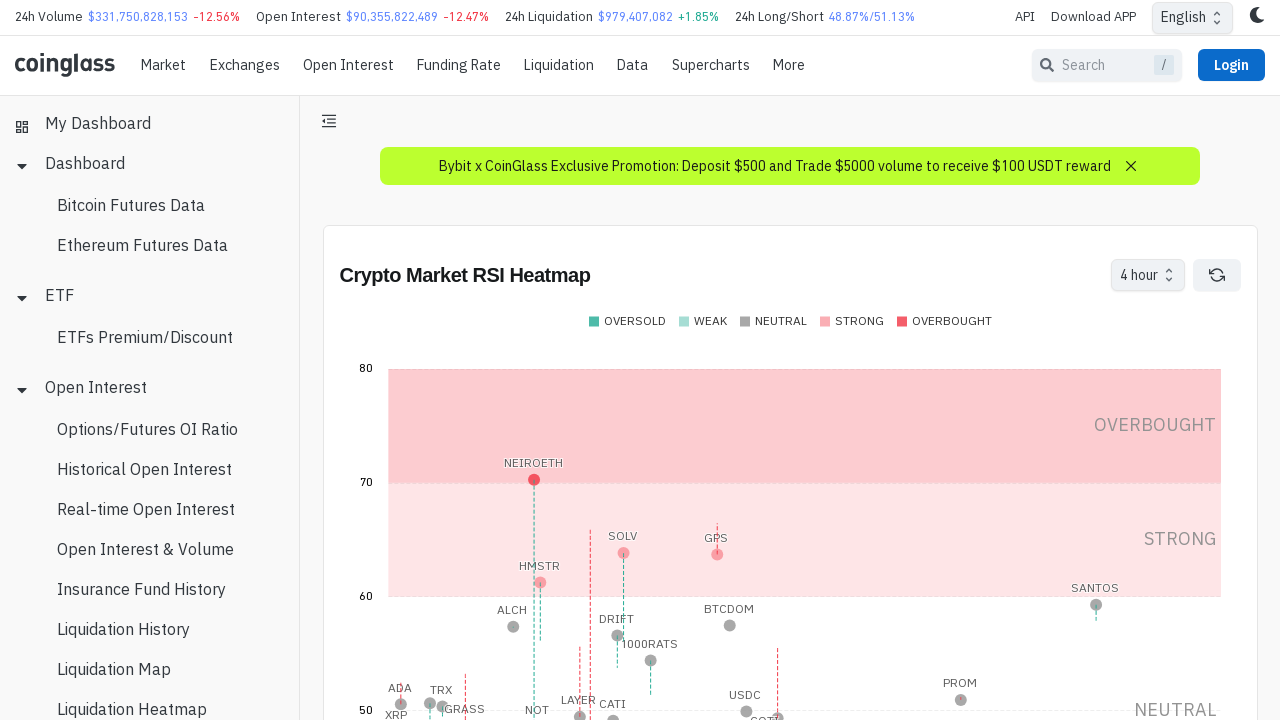 24h Volume $331,750,828,153 -12.56% Open Interest $90,355,822,489 -12.47% 24h Liquidation $979,407,082 +1.85% 24h Long/Short 48.87%/51.13% API Download APP English
coinglass Market Exchanges Open Interest Funding Rate Liquidation Data Supercharts More Search / Login
My Dashboard
Dashboard
Bitcoin Futures Data
Ethereum Futures Data
ETF
ETFs Premium/Discount
Open Interest
Options/Futures OI Ratio
Historical Open Interest
Real-time Open Interest
Open Interest & Volume
Insurance Fund History
Liquidation History
Liquidation Map
Liquidation Heatmap
Bybit x CoinGlass Exclusive Promotion: Deposit $500 and Trade $5000 volume to receive $100 USDT reward
Crypto Market RSI Heatmap
4 hour
OVERSOLD WEAK NEUTRAL STRONG OVERBOUGHT
80
OVERBOUGHT
NEIROETH
70
SOLV
GPS
STRONG
HMSTR
SANTOS
60
ALCH
BTCDOM
DRIFT
1000RATS
ADA
TRX
PROM
USDC
LAYER
CATI
GRASS
NOT
50
NEUTRAL
XRP
COTI